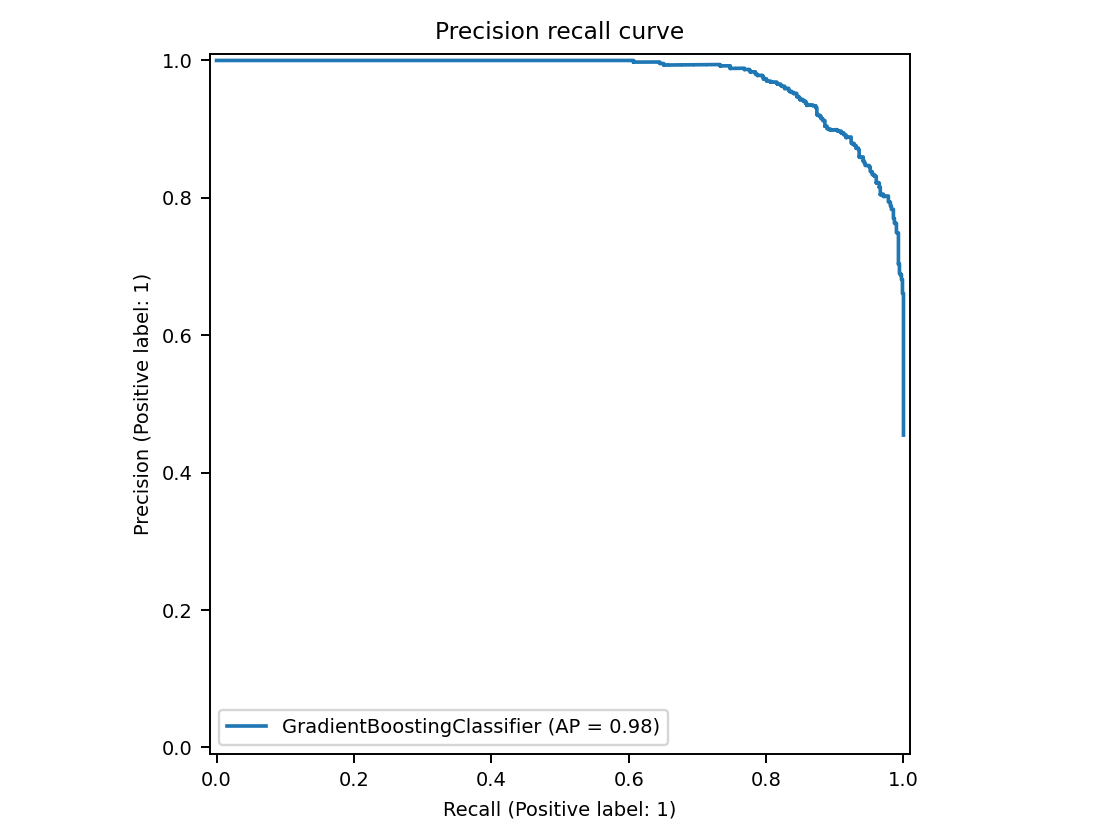 Precision recall curve
1.0
0.8
0.6
0.4
0.2
0.0
Precision (Positive label: 1)
GradientBoostingClassifier (AP = 0.98)
0.0 0.2 0.4 0.6 0.8 1.0
Recall (Positive label: 1)